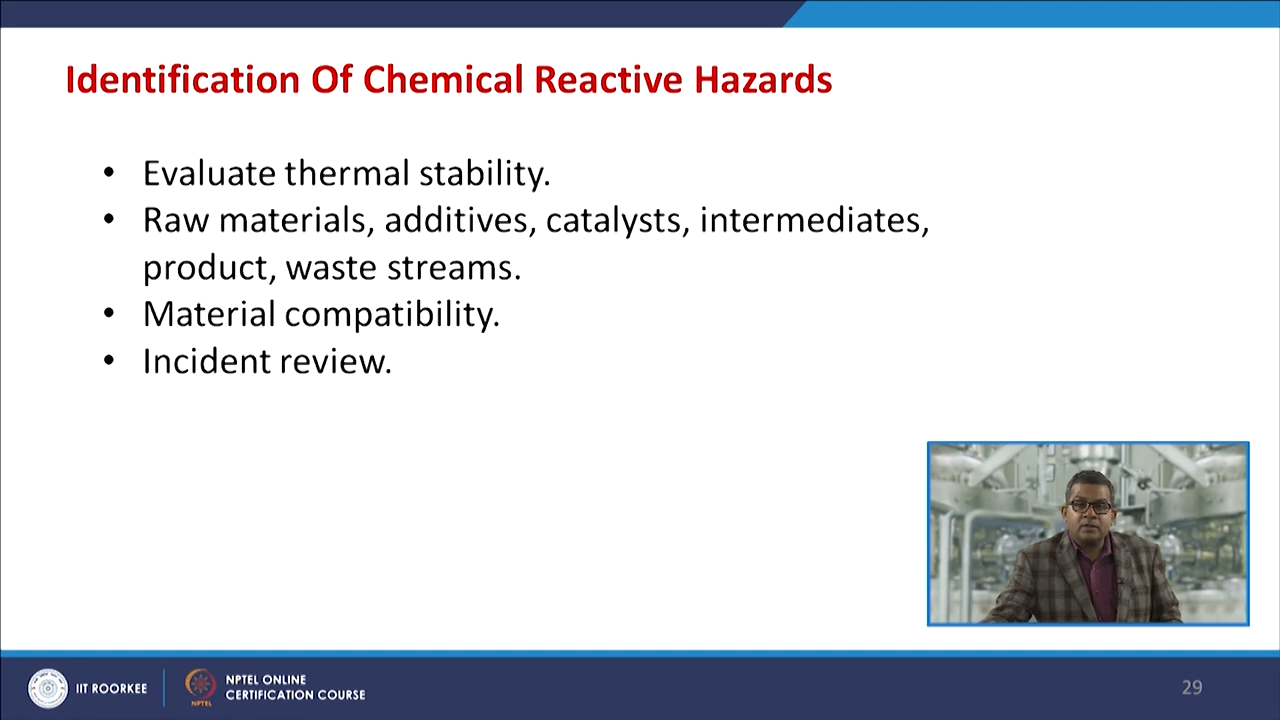 Identification Of Chemical Reactive Hazards
• Evaluate thermal stability.
• Raw materials, additives, catalysts, intermediates,
product, waste streams.
• Material compatibility.
• Incident review.
IIT ROORKEE
NPTEL ONLINE
CERTIFICATION COURSE
NPTEL
29